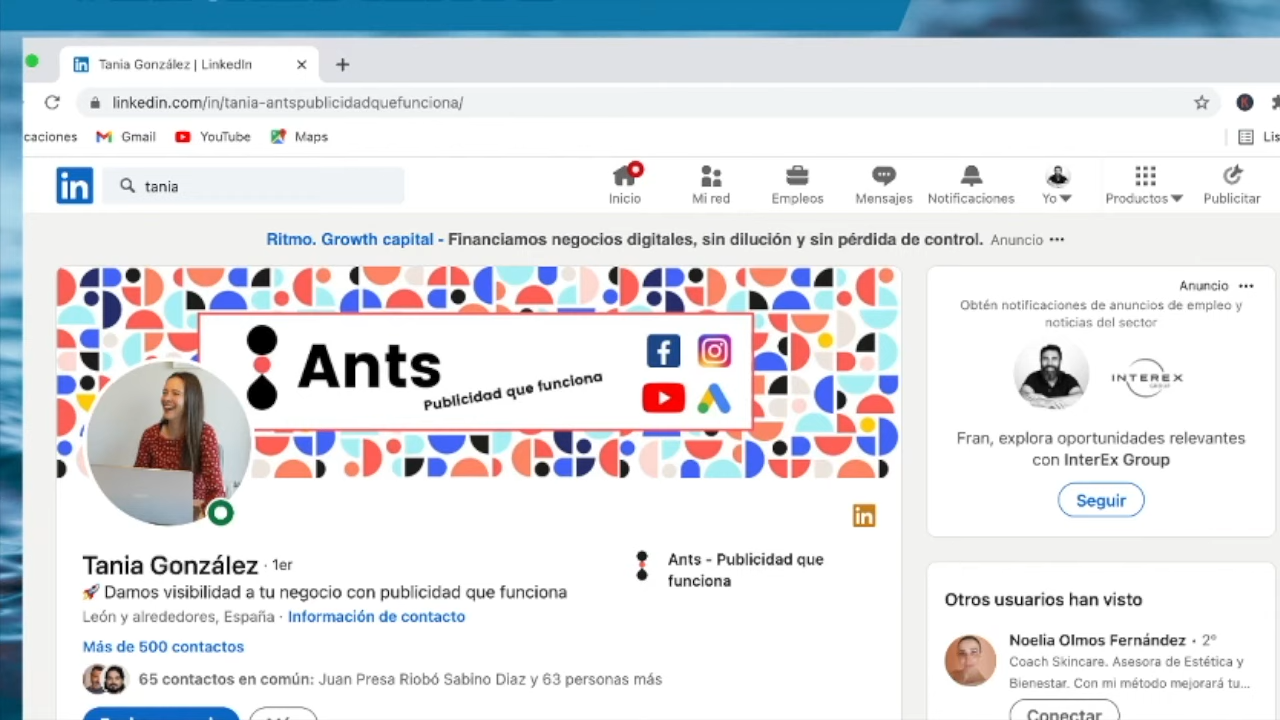 Tania González | LinkedIn
linkedin.com/in/tania-antspublicidadquefunciona/
caciones Gmail YouTube Maps Lis
in tania Inicio Mi red Empleos Mensajes Notificaciones Yo Productos Publicitar
Ritmo. Growth capital - Financiamos negocios digitales, sin dilución y sin pérdida de control. Anuncio
Ants
Publicidad que funciona
Anuncio
Obtén notificaciones de anuncios de empleo y
noticias del sector
INTEREX
Fran, explora oportunidades relevantes
con InterEx Group
Seguir
in
Tania González · 1er
🚀 Damos visibilidad a tu negocio con publicidad que funciona
León y alrededores, España · Información de contacto
Más de 500 contactos
65 contactos en común: Juan Presa Riobó Sabino Diaz y 63 personas más
Ants - Publicidad que
funciona
Otros usuarios han visto
Noelia Olmos Fernández · 2º
Coach Skincare. Asesora de Estética y
Bienestar. Con mi método mejorará tu...
Conectar
Más